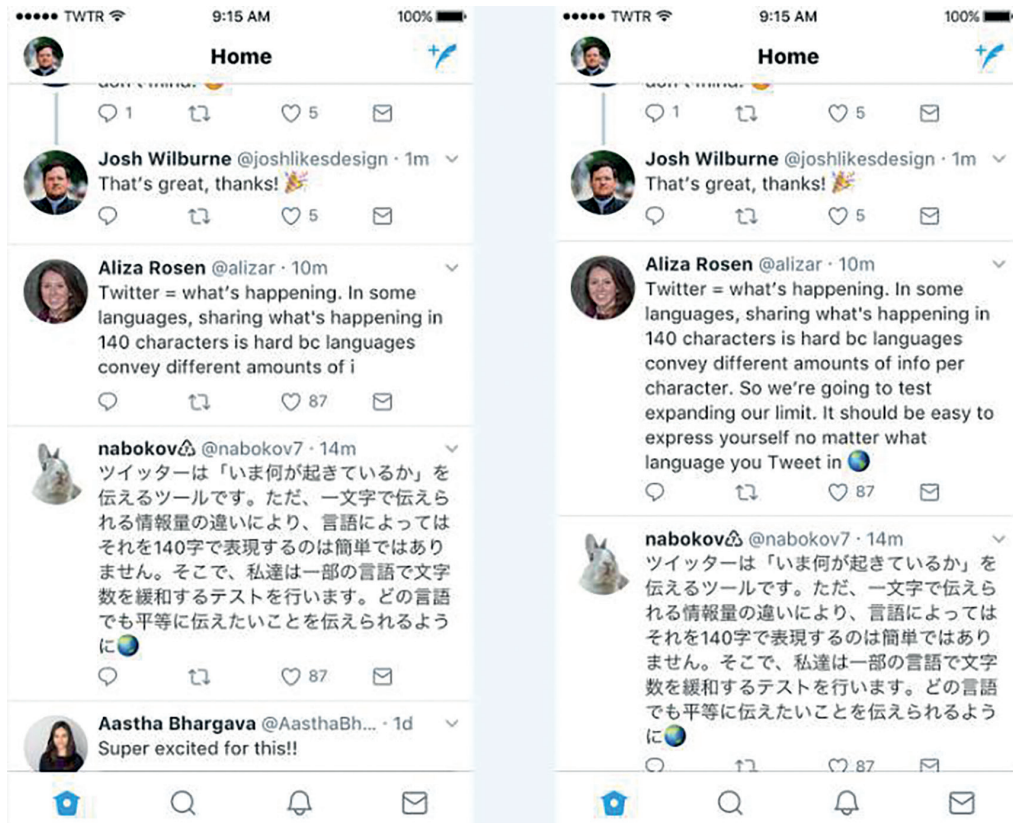 TWTR 9:15 AM 100%
Home
don't mind!
1 5
Josh Wilburne @joshlikesdesign · 1m
That's great, thanks! 🎉
5
Aliza Rosen @alizar · 10m
Twitter = what's happening. In some
languages, sharing what's happening in
140 characters is hard bc languages
convey different amounts of i
87
nabokov @nabokov7 · 14m
ツイッターは「いま何が起きているか」を
伝えるツールです。ただ、一文字で伝えら
れる情報量の違いにより、言語によっては
それを140字で表現するのは簡単ではあり
ません。そこで、私達は一部の言語で文字
数を緩和するテストを行います。どの言語
でも平等に伝えたいことを伝えられるよう
に🌏
87
Aastha Bhargava @AasthaBh... · 1d
Super excited for this!!
TWTR 9:15 AM 100%
Home
don't mind!
1 5
Josh Wilburne @joshlikesdesign · 1m
That's great, thanks! 🎉
5
Aliza Rosen @alizar · 10m
Twitter = what's happening. In some
languages, sharing what's happening in
140 characters is hard bc languages
convey different amounts of info per
character. So we're going to test
expanding our limit. It should be easy to
express yourself no matter what
language you Tweet in 🌏
87
nabokov @nabokov7 · 14m
ツイッターは「いま何が起きているか」を
伝えるツールです。ただ、一文字で伝えら
れる情報量の違いにより、言語によっては
それを140字で表現するのは簡単ではあり
ません。そこで、私達は一部の言語で文字
数を緩和するテストを行います。どの言語
でも平等に伝えたいことを伝えられるよう
に🌏
87